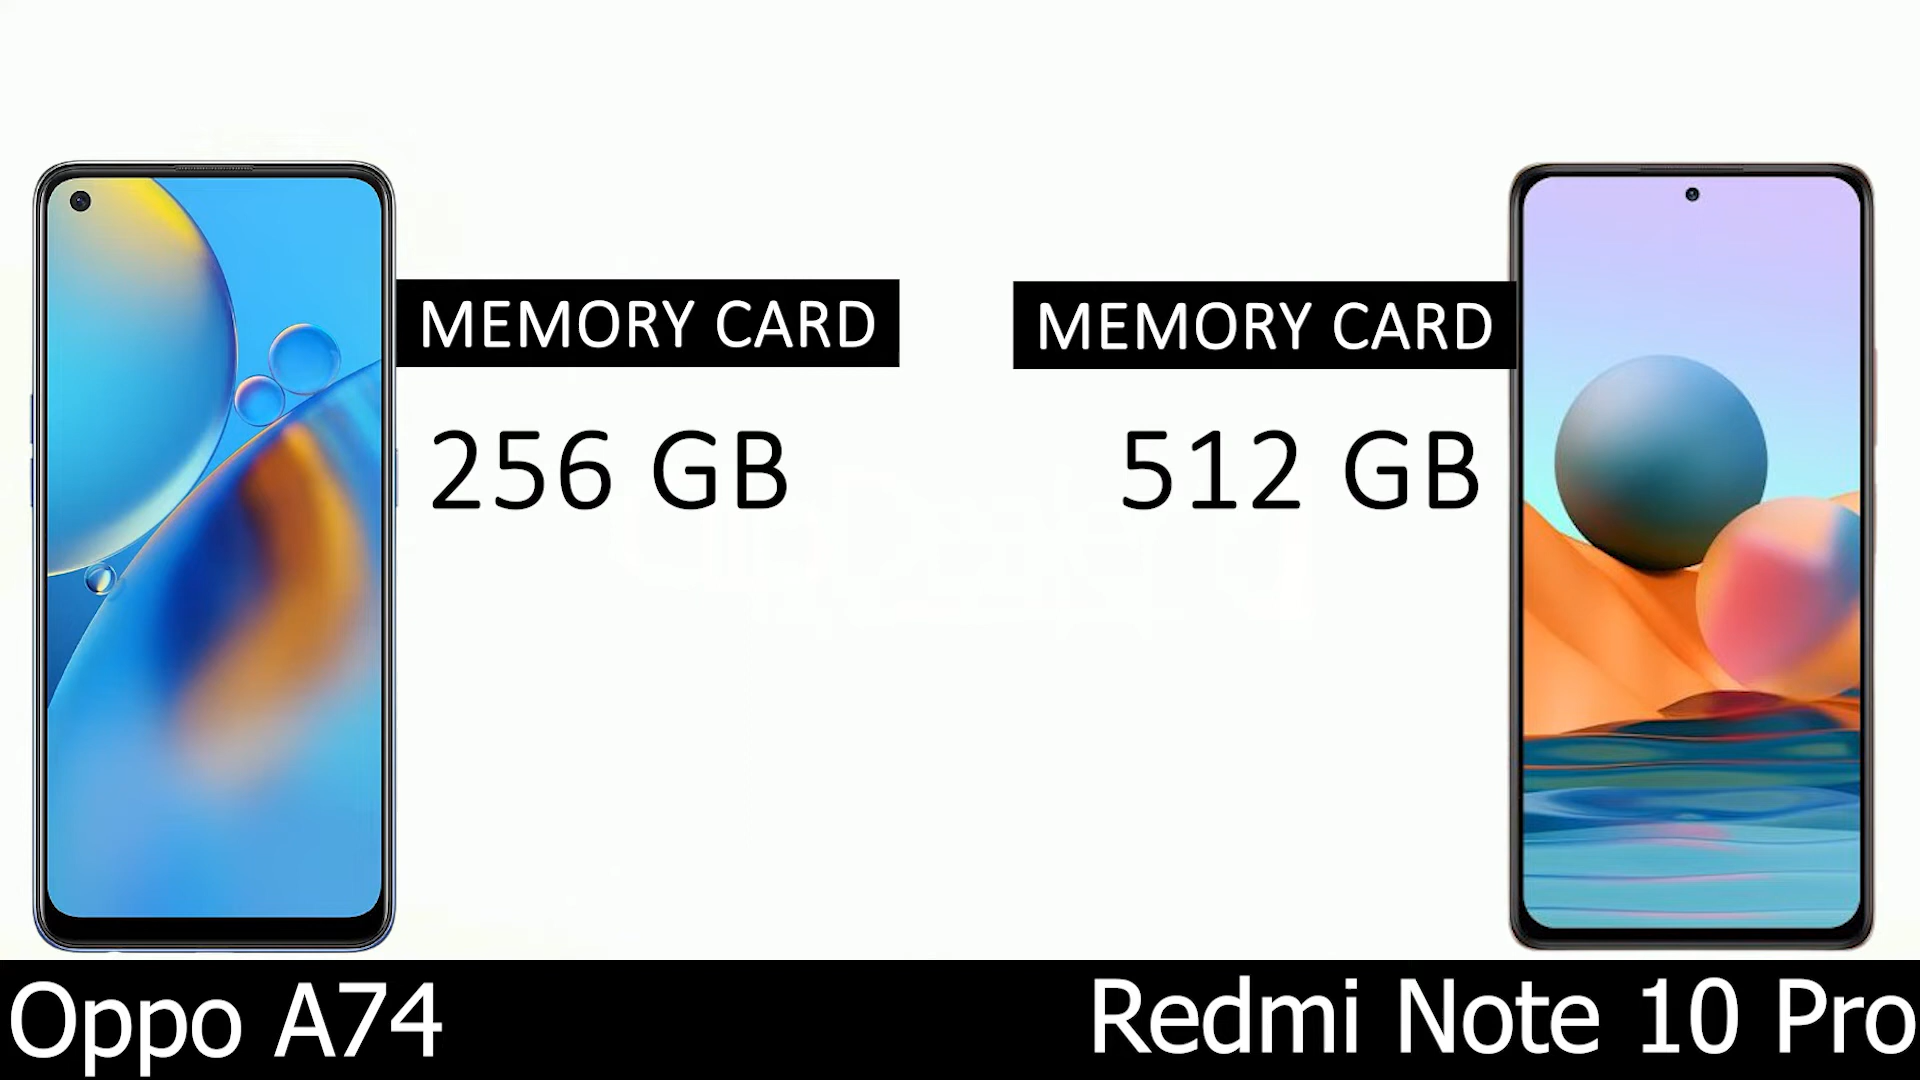 MEMORY CARD
256 GB
MEMORY CARD
512 GB
Oppo A74
Redmi Note 10 Pro